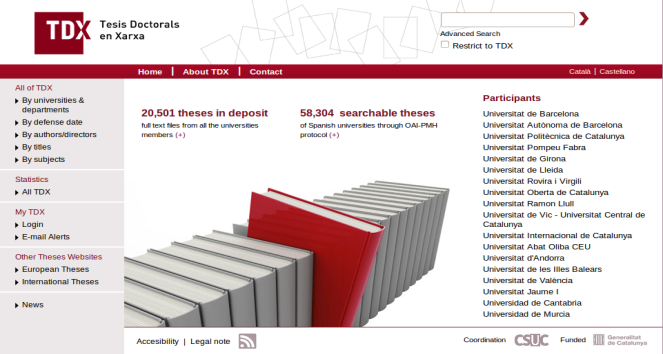 TDX Tesis Doctorals
en Xarxa
Advanced Search
Restrict to TDX
Home | About TDX | Contact
Català | Castellano
All of TDX
By universities &
departments
By defense date
By authors/directors
By titles
By subjects
Statistics
All TDX
My TDX
Login
E-mail Alerts
Other Theses Websites
European Theses
International Theses
News
20,501 theses in deposit
full text files from all the universities
members (+)
58,304 searchable theses
of Spanish universities through OAI-PMH
protocol (+)
Participants
Universitat de Barcelona
Universitat Autònoma de Barcelona
Universitat Politècnica de Catalunya
Universitat Pompeu Fabra
Universitat de Girona
Universitat de Lleida
Universitat Rovira i Virgili
Universitat Oberta de Catalunya
Universitat Ramon Llull
Universitat de Vic - Universitat Central de
Catalunya
Universitat Internacional de Catalunya
Universitat Abat Oliba CEU
Universitat d'Andorra
Universitat de les Illes Balears
Universitat de València
Universitat Jaume I
Universidad de Cantabria
Universidad de Murcia
Accesibility | Legal note
Coordination CSUC Funded Generalitat
de Catalunya